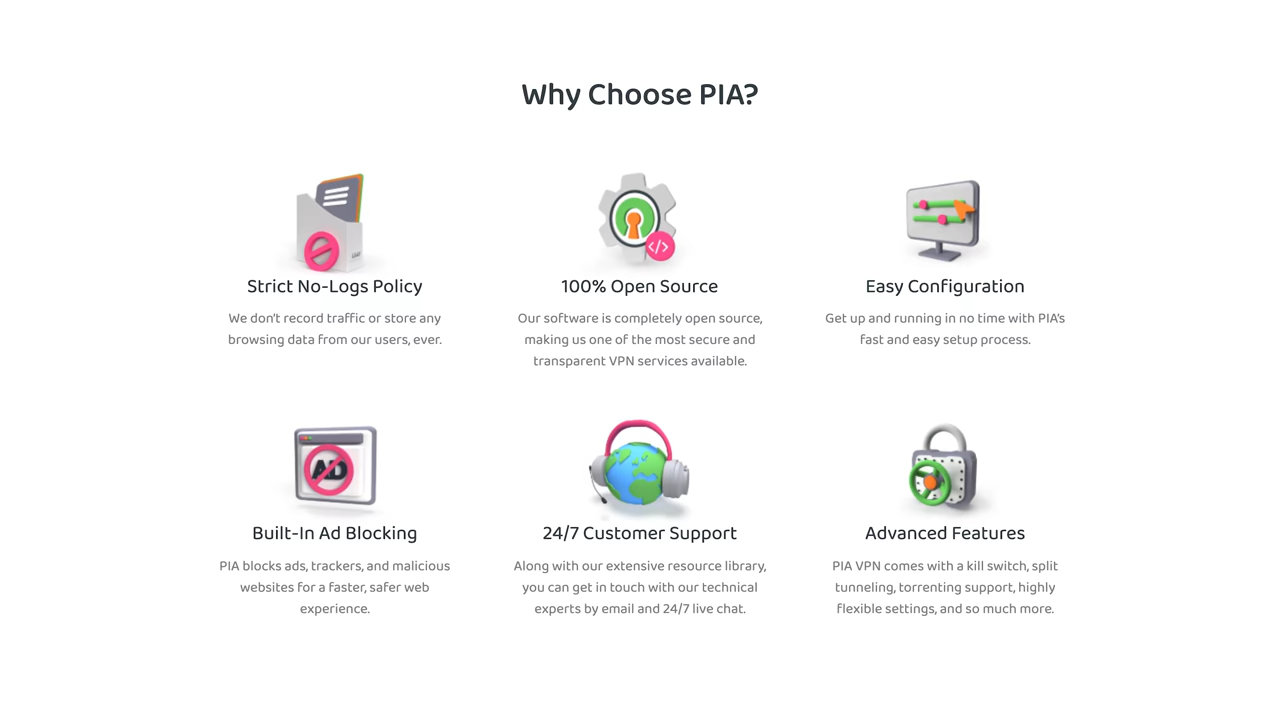 Why Choose PIA?
Strict No-Logs Policy
We don't record traffic or store any
browsing data from our users, ever.
100% Open Source
Our software is completely open source,
making us one of the most secure and
transparent VPN services available.
Easy Configuration
Get up and running in no time with PIA's
fast and easy setup process.
AD
Built-In Ad Blocking
PIA blocks ads, trackers, and malicious
websites for a faster, safer web
experience.
24/7 Customer Support
Along with our extensive resource library,
you can get in touch with our technical
experts by email and 24/7 live chat.
Advanced Features
PIA VPN comes with a kill switch, split
tunneling, torrenting support, highly
flexible settings, and so much more.